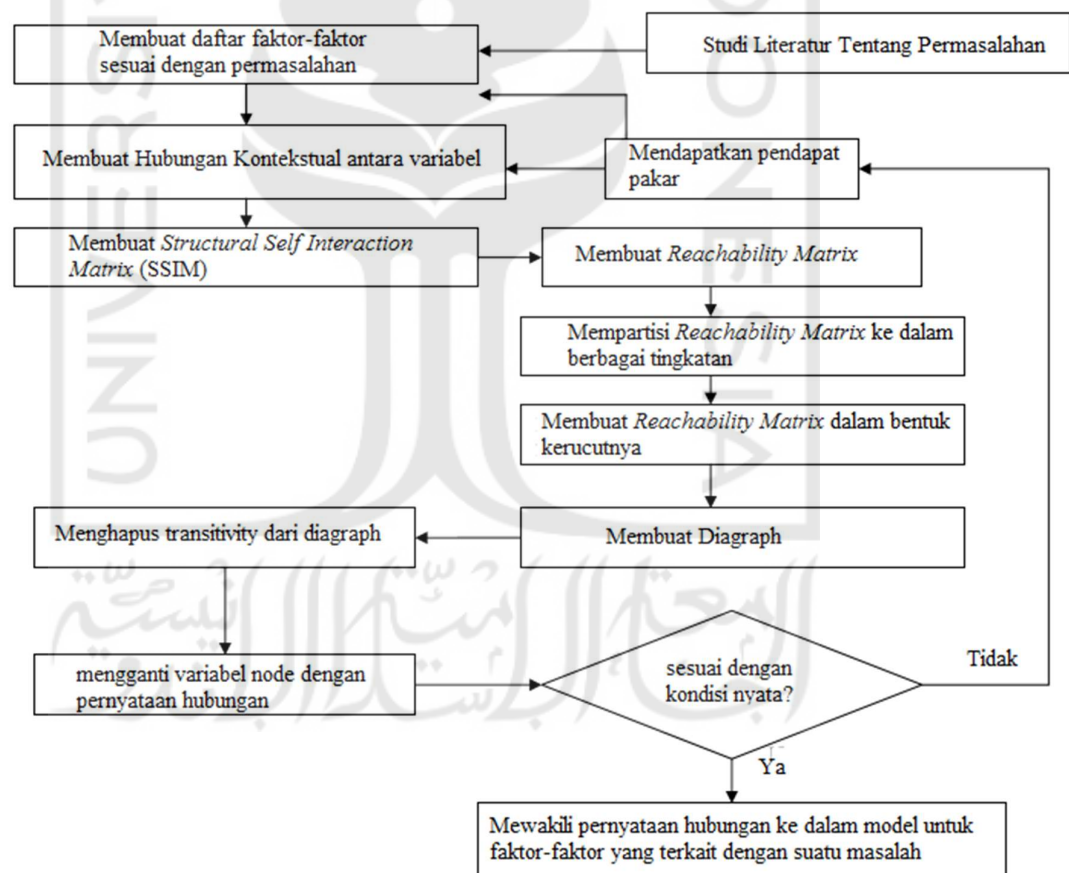 Membuat daftar faktor-faktor
sesuai dengan permasalahan
Studi Literatur Tentang Permasalahan
Membuat Hubungan Kontekstual antara variabel
Mendapatkan pendapat
pakar
Membuat Structural Self Interaction
Matrix (SSIM)
Membuat Reachability Matrix
Mempartisi Reachability Matrix ke dalam
berbagai tingkatan
Membuat Reachability Matrix dalam bentuk
kerucutnya
Menghapus transitivity dari diagraph
Membuat Diagraph
mengganti variabel node dengan
pernyataan hubungan
sesuai dengan
kondisi nyata?
Tidak
Ya
Mewakili pernyataan hubungan ke dalam model untuk
faktor-faktor yang terkait dengan suatu masalah
UNIVERSI
ONESIA